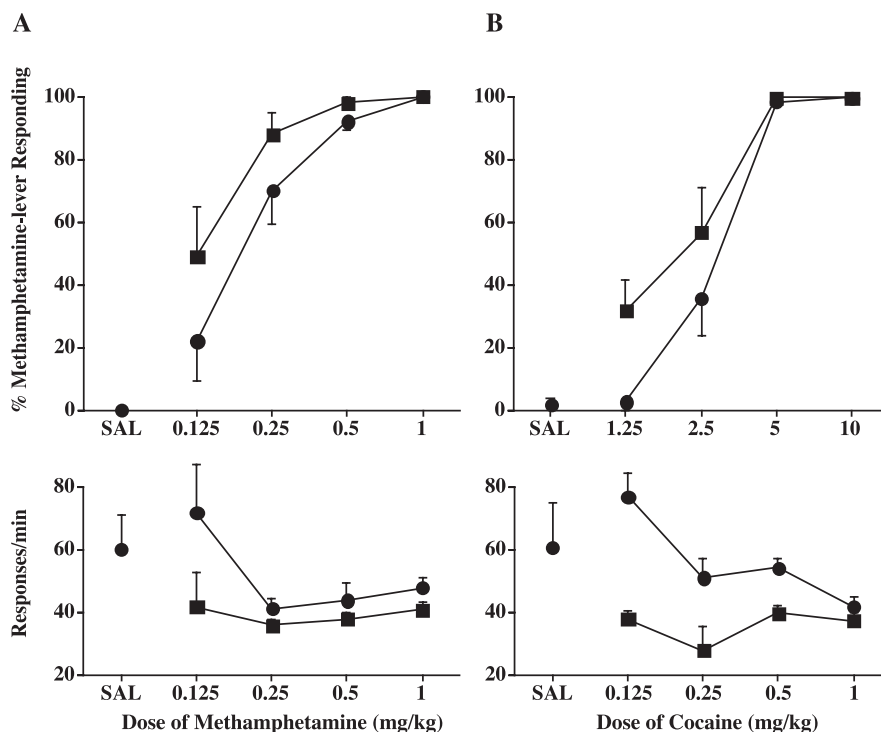 A
B
% Methamphetamine-lever Responding
100
80
60
40
20
0
SAL 0.125 0.25 0.5 1
100
80
60
40
20
0
SAL 1.25 2.5 5 10
Responses/min
80
60
40
20
SAL 0.125 0.25 0.5 1
Dose of Methamphetamine (mg/kg)
80
60
40
20
SAL 0.125 0.25 0.5 1
Dose of Cocaine (mg/kg)